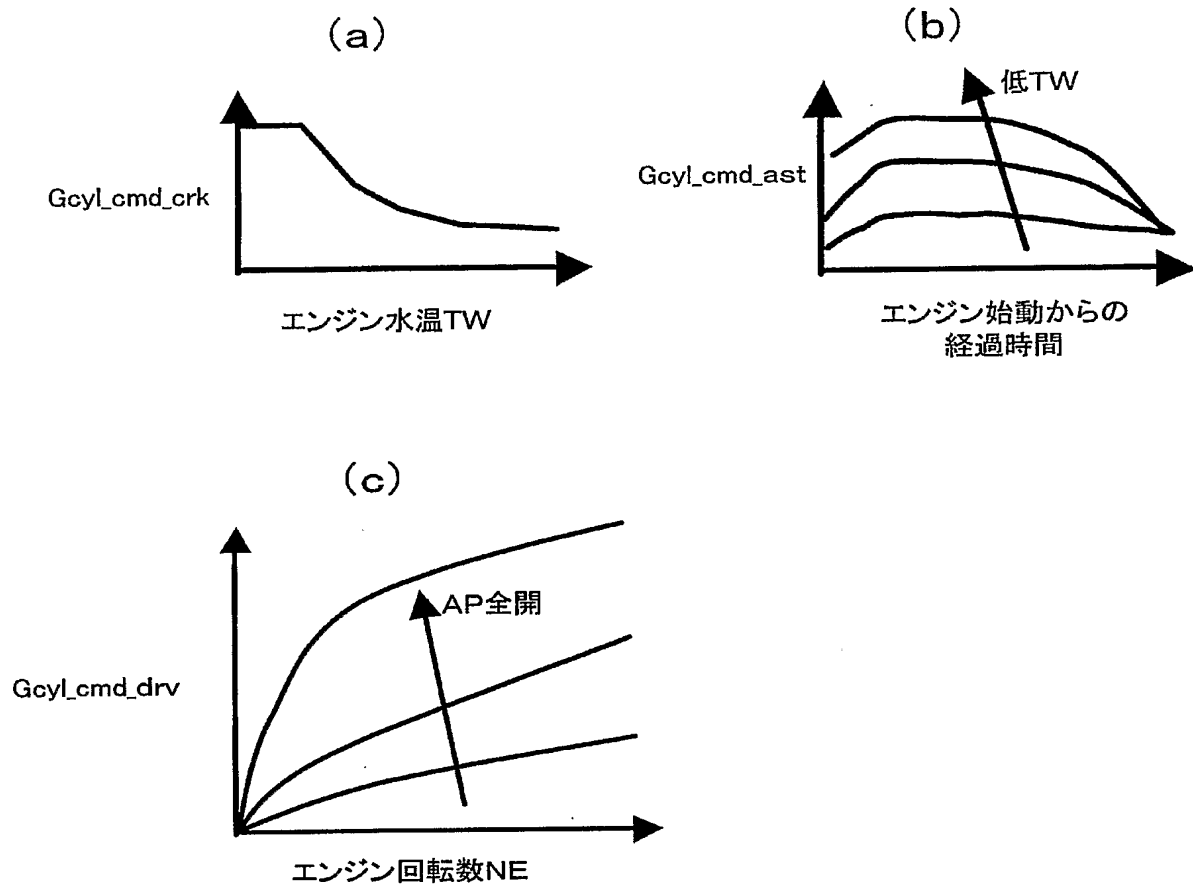 (a)
Gcyl_cmd_crk
エンジン水温TW
(b)
低TW
Gcyl_cmd_ast
エンジン始動からの
経過時間
(c)
AP全開
Gcyl_cmd_drv
エンジン回転数NE